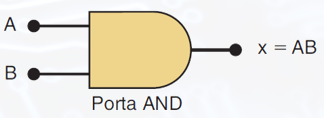 A
x = AB
B
Porta AND